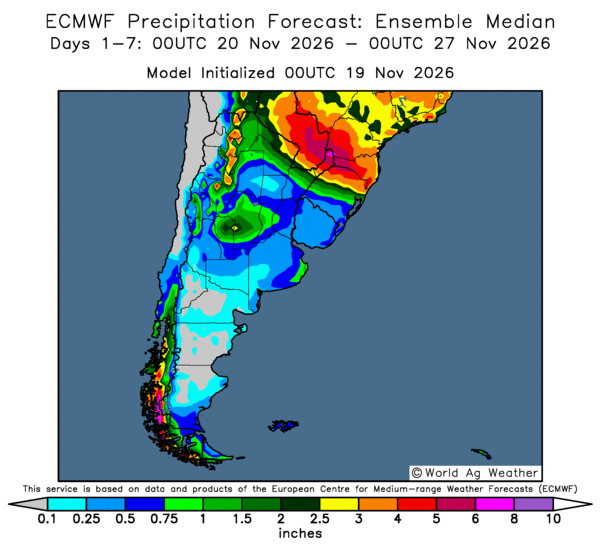 ECMWF Precipitation Forecast: Ensemble Median
Days 1-7: 00UTC 20 Nov 2026 - 00UTC 27 Nov 2026
Model Initialized 00UTC 19 Nov 2026
©World Ag Weather
This service is based on data and products of the European Centre for Medium-range Weather Forecasts (ECMWF)
0.1 0.25 0.5 0.75 1 1.5 2 2.5 3 4 5 6 8 10
inches